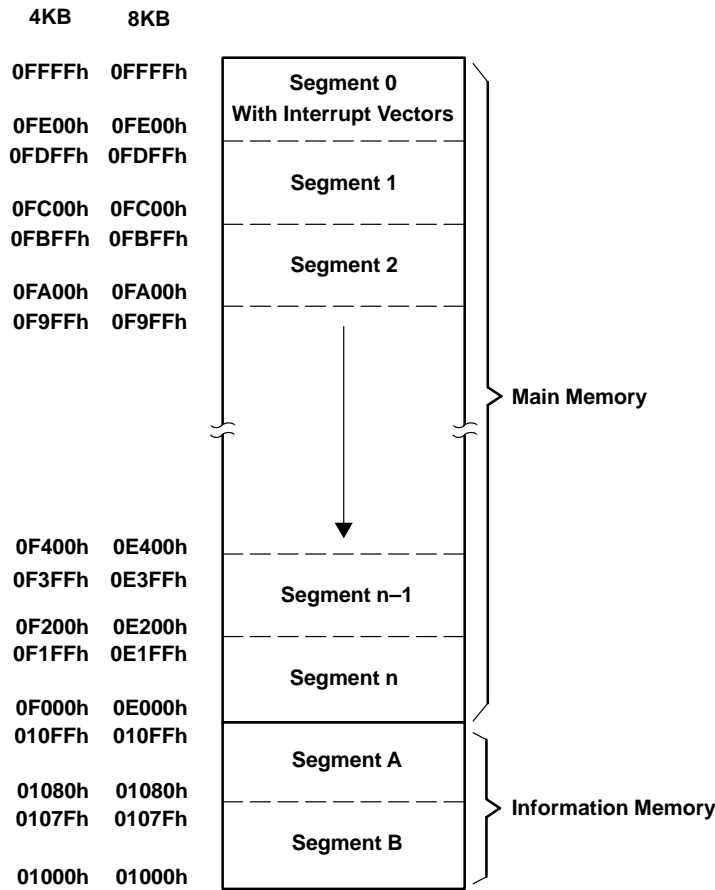 4KB 8KB
0FFFFh 0FFFFh
Segment 0
With Interrupt Vectors
0FE00h 0FE00h
0FDFFh 0FDFFh
Segment 1
0FC00h 0FC00h
0FBFFh 0FBFFh
Segment 2
0FA00h 0FA00h
0F9FFh 0F9FFh
Main Memory
0F400h 0E400h
0F3FFh 0E3FFh
Segment n–1
0F200h 0E200h
0F1FFh 0E1FFh
Segment n
0F000h 0E000h
010FFh 010FFh
Segment A
01080h 01080h
0107Fh 0107Fh
Information Memory
Segment B
01000h 01000h